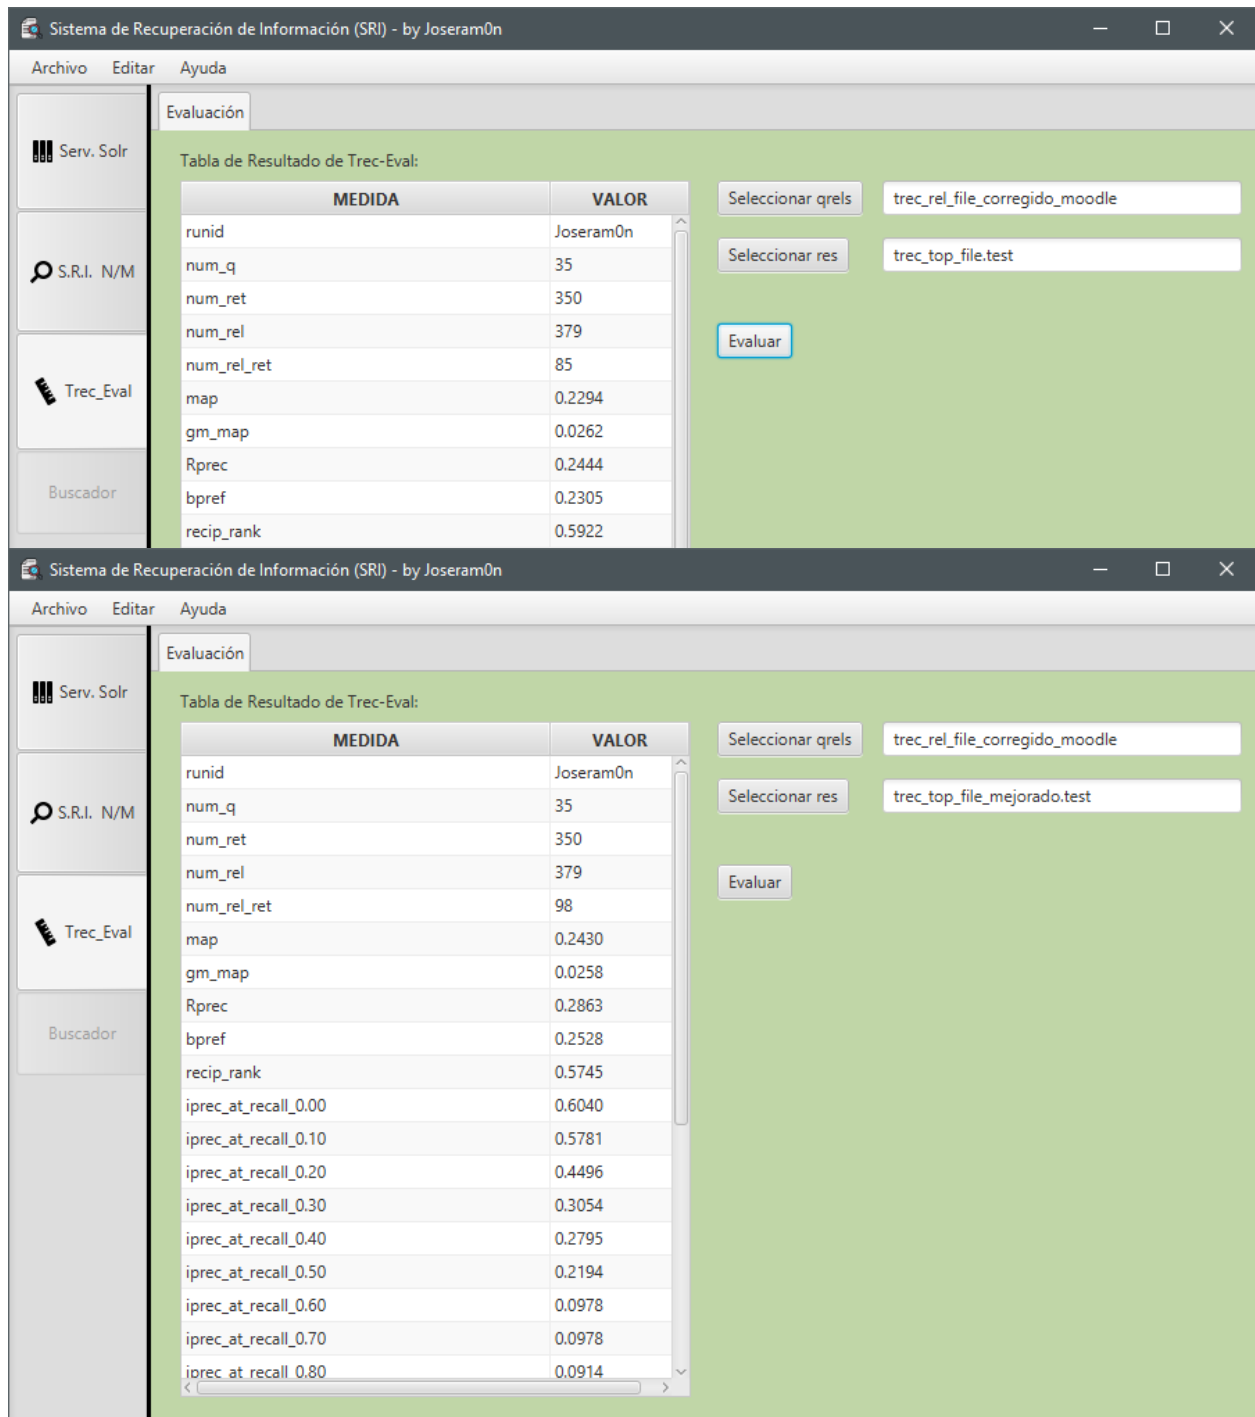 Sistema de Recuperación de Información (SRI) - by Joseram0n
Archivo Editar Ayuda
Evaluación
Serv. Solr
S.R.I. N/M
Trec_Eval
Buscador
Tabla de Resultado de Trec-Eval:
MEDIDA VALOR
runid Joseram0n
num_q 35
num_ret 350
num_rel 379
num_rel_ret 85
map 0.2294
gm_map 0.0262
Rprec 0.2444
bpref 0.2305
recip_rank 0.5922
Seleccionar qrels trec_rel_file_corregido_moodle
Seleccionar res trec_top_file.test
Evaluar
Sistema de Recuperación de Información (SRI) - by Joseram0n
Archivo Editar Ayuda
Evaluación
Serv. Solr
S.R.I. N/M
Trec_Eval
Buscador
Tabla de Resultado de Trec-Eval:
MEDIDA VALOR
runid Joseram0n
num_q 35
num_ret 350
num_rel 379
num_rel_ret 98
map 0.2430
gm_map 0.0258
Rprec 0.2863
bpref 0.2528
recip_rank 0.5745
iprec_at_recall_0.00 0.6040
iprec_at_recall_0.10 0.5781
iprec_at_recall_0.20 0.4496
iprec_at_recall_0.30 0.3054
iprec_at_recall_0.40 0.2795
iprec_at_recall_0.50 0.2194
iprec_at_recall_0.60 0.0978
iprec_at_recall_0.70 0.0978
iprec_at_recall_0.80 0.0914
Seleccionar qrels trec_rel_file_corregido_moodle
Seleccionar res trec_top_file_mejorado.test
Evaluar